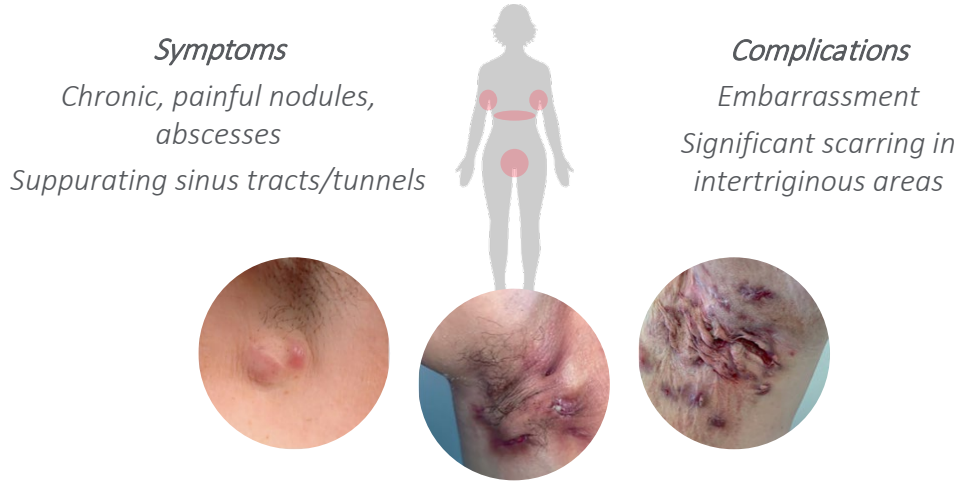 Symptoms
Chronic, painful nodules,
abscesses
Suppurating sinus tracts/tunnels
Complications
Embarrassment
Significant scarring in
intertriginous areas